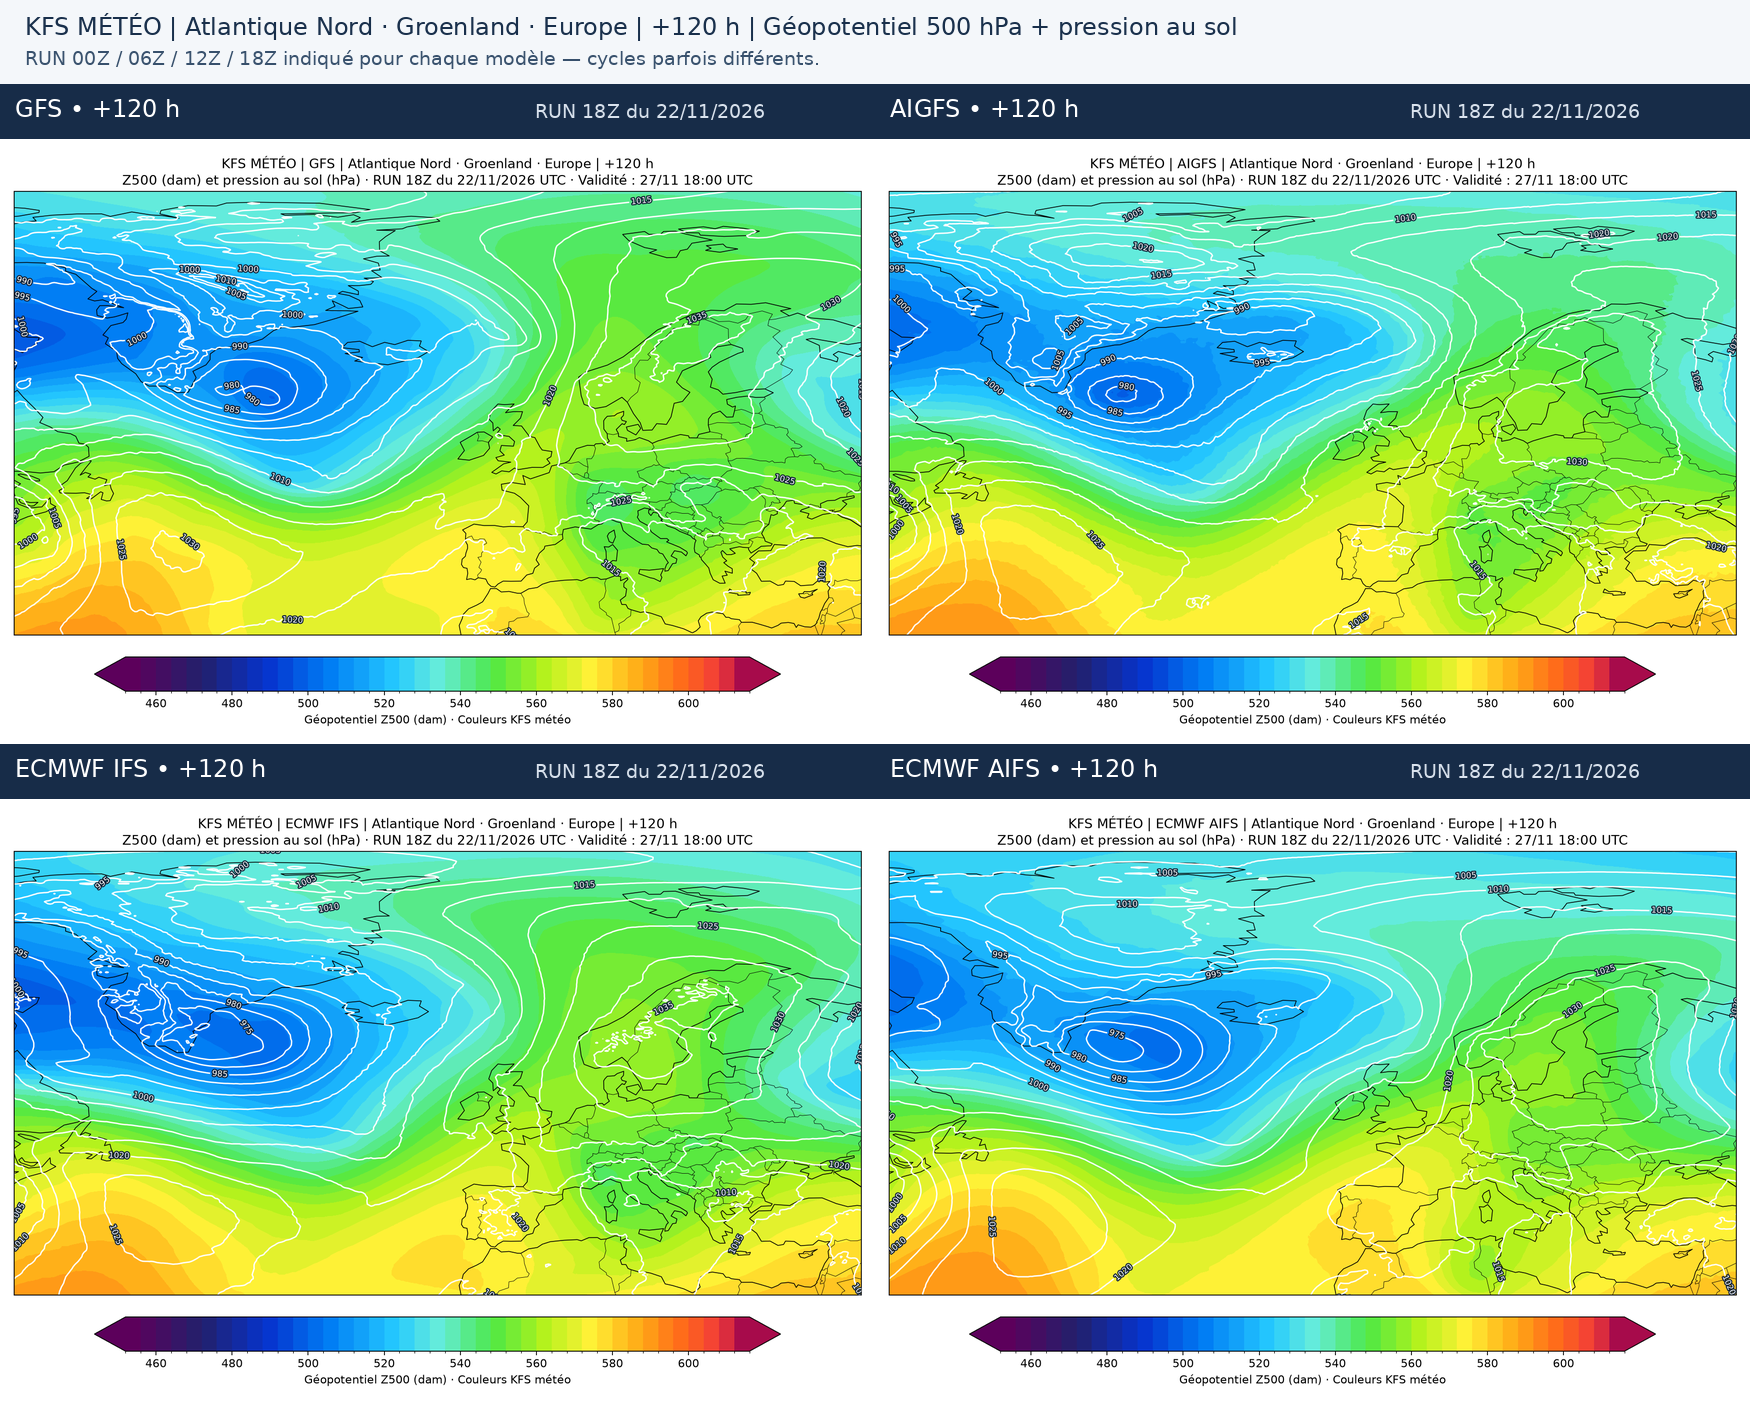 KFS MÉTÉO | Atlantique Nord · Groenland · Europe | +120 h | Géopotentiel 500 hPa + pression au sol
RUN 00Z / 06Z / 12Z / 18Z indiqué pour chaque modèle — cycles parfois différents.
GFS • +120 h
RUN 18Z du 22/11/2026
KFS MÉTÉO | GFS | Atlantique Nord · Groenland · Europe | +120 h
Z500 (dam) et pression au sol (hPa) · RUN 18Z du 22/11/2026 UTC · Validité : 27/11 18:00 UTC
460 480 500 520 540 560 580 600
Géopotentiel Z500 (dam) · Couleurs KFS météo
AIGFS • +120 h
RUN 18Z du 22/11/2026
KFS MÉTÉO | AIGFS | Atlantique Nord · Groenland · Europe | +120 h
Z500 (dam) et pression au sol (hPa) · RUN 18Z du 22/11/2026 UTC · Validité : 27/11 18:00 UTC
460 480 500 520 540 560 580 600
Géopotentiel Z500 (dam) · Couleurs KFS météo
ECMWF IFS • +120 h
RUN 18Z du 22/11/2026
KFS MÉTÉO | ECMWF IFS | Atlantique Nord · Groenland · Europe | +120 h
Z500 (dam) et pression au sol (hPa) · RUN 18Z du 22/11/2026 UTC · Validité : 27/11 18:00 UTC
460 480 500 520 540 560 580 600
Géopotentiel Z500 (dam) · Couleurs KFS météo
ECMWF AIFS • +120 h
RUN 18Z du 22/11/2026
KFS MÉTÉO | ECMWF AIFS | Atlantique Nord · Groenland · Europe | +120 h
Z500 (dam) et pression au sol (hPa) · RUN 18Z du 22/11/2026 UTC · Validité : 27/11 18:00 UTC
460 480 500 520 540 560 580 600
Géopotentiel Z500 (dam) · Couleurs KFS météo